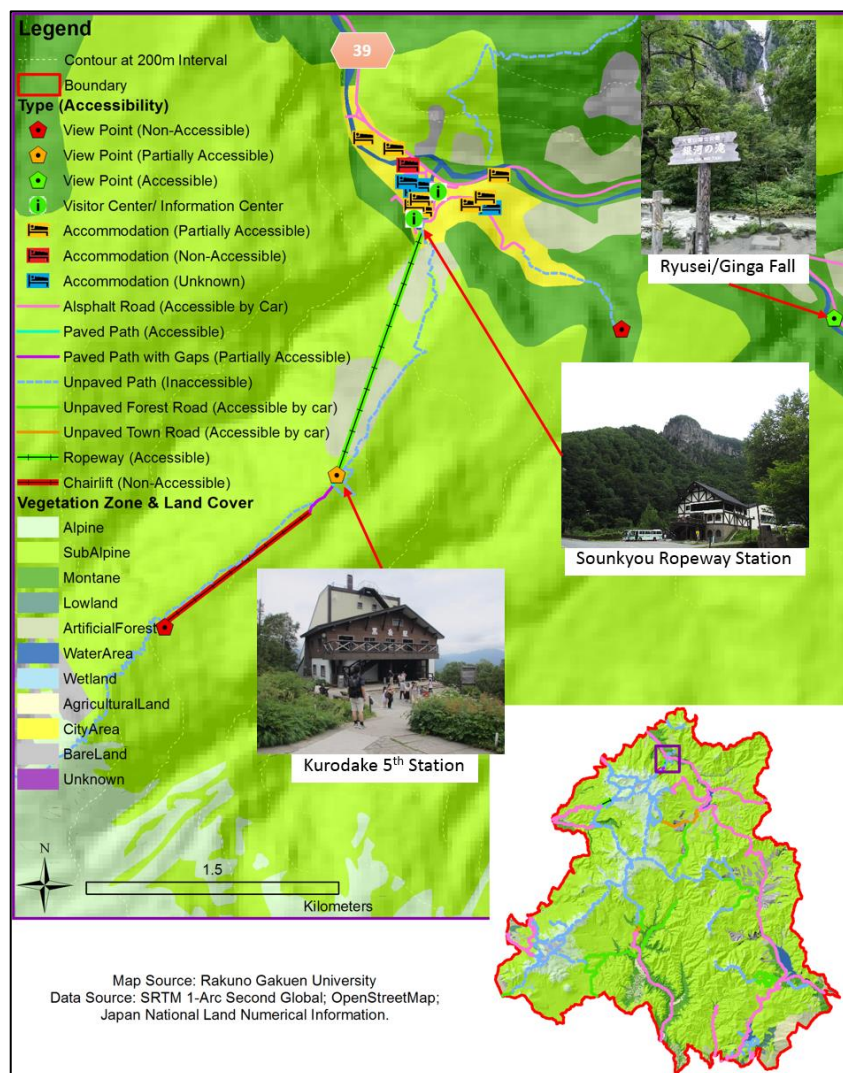 Legend
Contour at 200m Interval
Boundary
Type (Accessibility)
View Point (Non-Accessible)
View Point (Partially Accessible)
View Point (Accessible)
Visitor Center/ Information Center
Accommodation (Partially Accessible)
Accommodation (Non-Accessible)
Accommodation (Unknown)
Alsphalt Road (Accessible by Car)
Paved Path (Accessible)
Paved Path with Gaps (Partially Accessible)
Unpaved Path (Inaccessible)
Unpaved Forest Road (Accessible by car)
Unpaved Town Road (Accessible by car)
Ropeway (Accessible)
Chairlift (Non-Accessible)
Vegetation Zone & Land Cover
Alpine
SubAlpine
Montane
Lowland
ArtificialForest
WaterArea
Wetland
AgriculturalLand
CityArea
BareLand
Unknown
39
銀河の滝
Ryusei/Ginga Fall
Sounkyou Ropeway Station
Kurodake 5th Station
N
1.5
Kilometers
Map Source: Rakuno Gakuen University
Data Source: SRTM 1-Arc Second Global; OpenStreetMap;
Japan National Land Numerical Information.